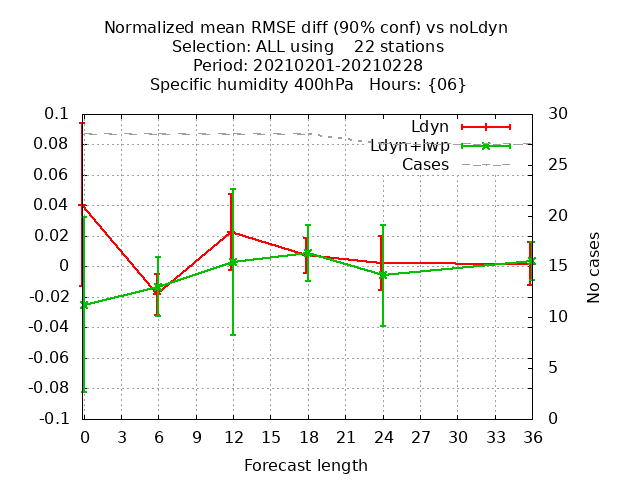 Normalized mean RMSE diff (90% conf) vs noLdyn
Selection: ALL using    22 stations
Period: 20210201-20210228
Specific humidity 400hPa   Hours: {06}
0.1
0.08
0.06
0.04
0.02
0
-0.02
-0.04
-0.06
-0.08
-0.1
30
25
20
15
10
5
0
Ldyn
Ldyn+lwp
Cases
No cases
0 3 6 9 12 15 18 21 24 27 30 33 36
Forecast length